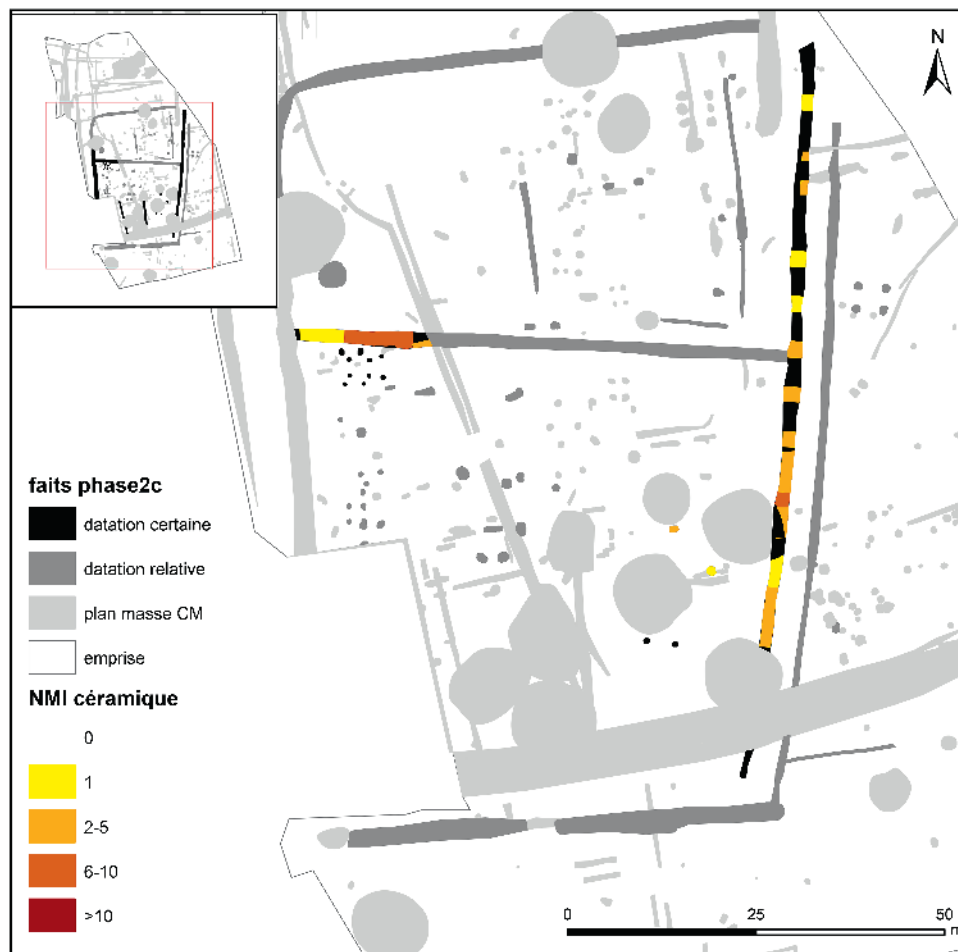 N
faits phase2c
datation certaine
datation relative
plan masse CM
emprise
NMI céramique
0
1
2-5
6-10
>10
0 25 50
m